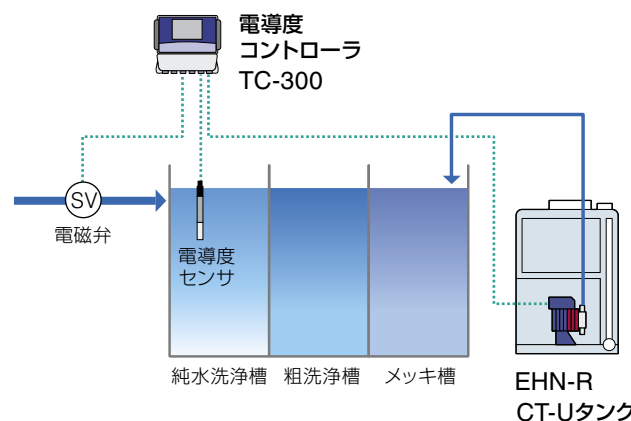 電導度
コントローラ
TC-300
SV
電磁弁
電導度
センサ
純水洗浄槽
粗洗浄槽
メッキ槽
EHN-R
CT-Uタンク